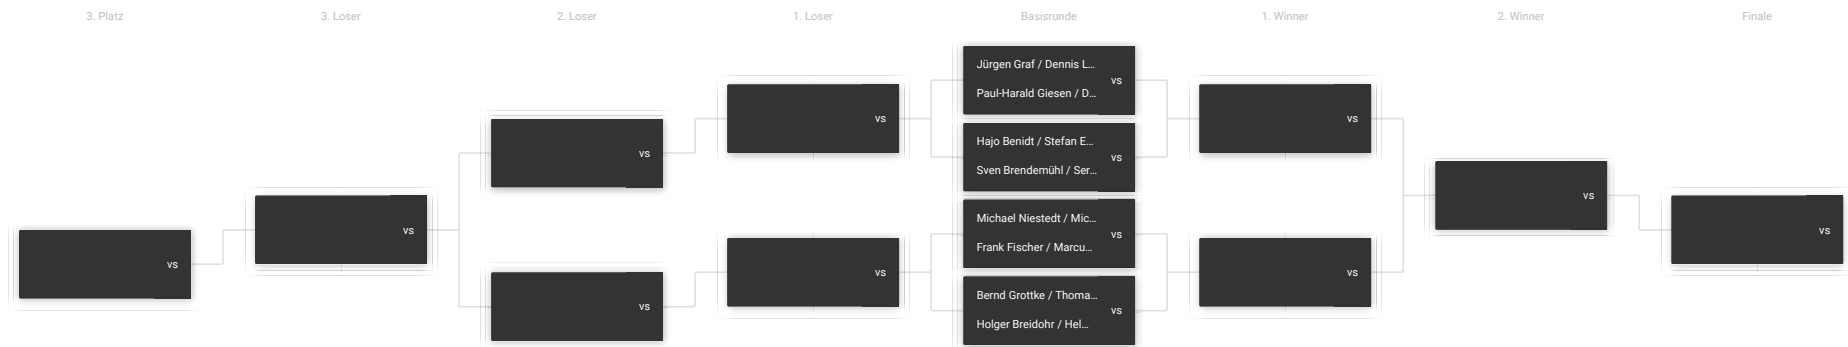 3. Platz
3. Loser
2. Loser
1. Loser
Basisrunde
1. Winner
2. Winner
Finale
Jürgen Graf / Dennis L...
vs
Paul-Harald Giesen / D...
vs
vs
Hajo Benidt / Stefan E...
vs
vs
Sven Brendemühl / Ser...
vs
vs
Michael Niestedt / Mic...
vs
vs
vs
Frank Fischer / Marcu...
vs
vs
vs
Bernd Grottke / Thoma...
vs
vs
Holger Breidohr / Hel...